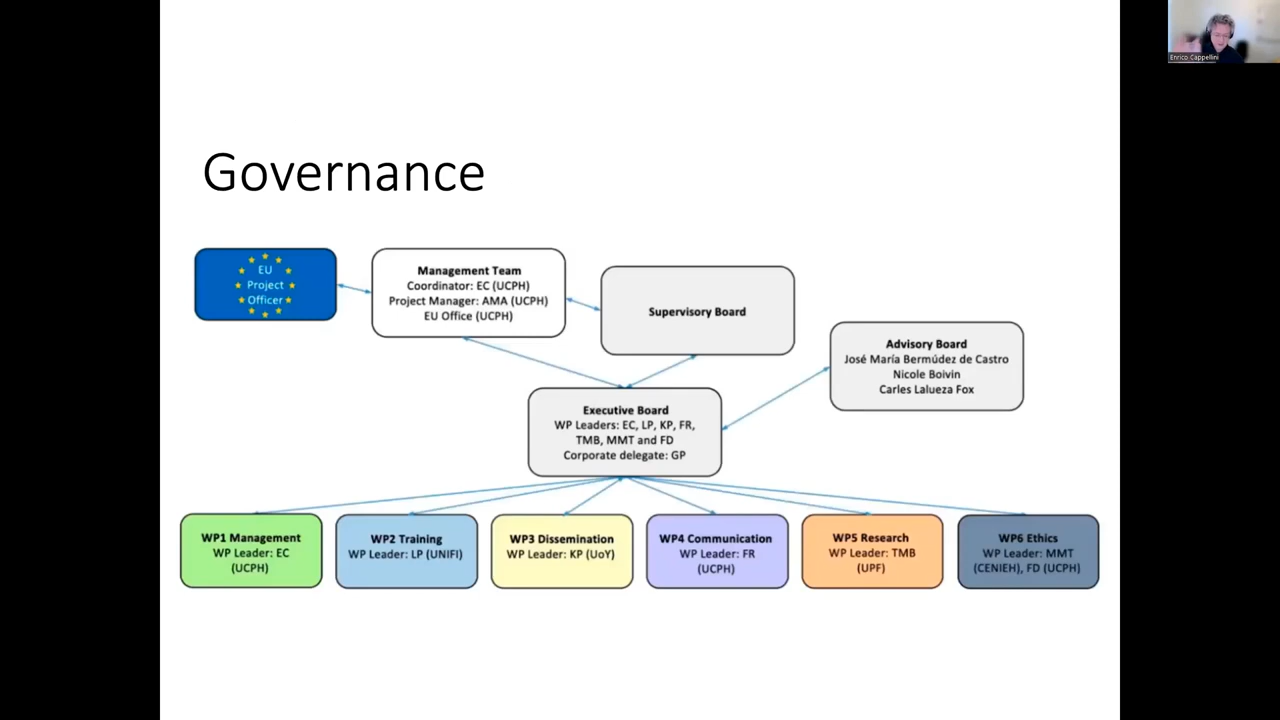 Enrico Cappellini
Governance
EU
Project
Officer
Management Team
Coordinator: EC (UCPH)
Project Manager: AMA (UCPH)
EU Office (UCPH)
Supervisory Board
Advisory Board
José María Bermúdez de Castro
Nicole Boivin
Carles Lalueza Fox
Executive Board
WP Leaders: EC, LP, KP, FR,
TMB, MMT and FD
Corporate delegate: GP
WP1 Management
WP Leader: EC
(UCPH)
WP2 Training
WP Leader: LP (UNIFI)
WP3 Dissemination
WP Leader: KP (UoY)
WP4 Communication
WP Leader: FR
(UCPH)
WP5 Research
WP Leader: TMB
(UPF)
WP6 Ethics
WP Leader: MMT
(CENIEH), FD (UCPH)